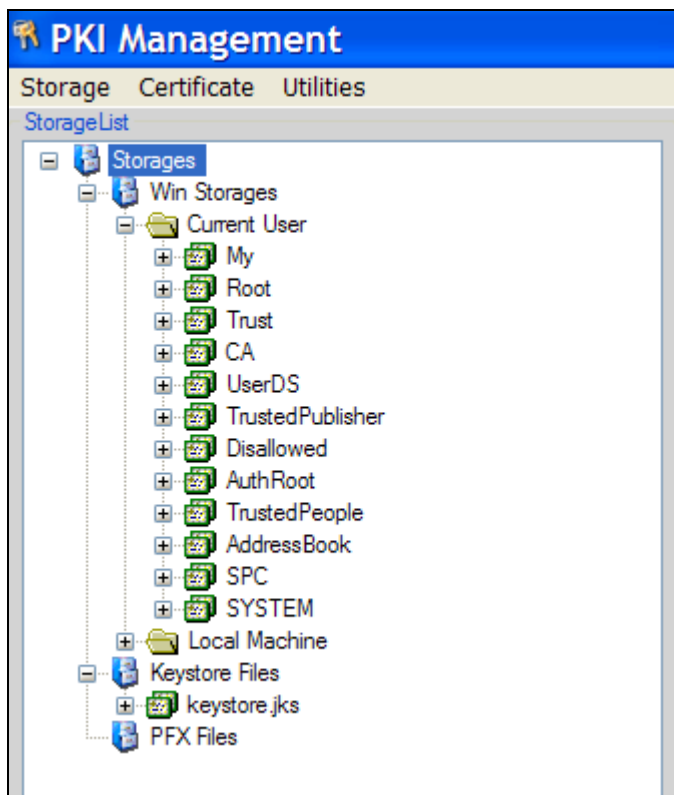 PKI Management
Storage Certificate Utilities
StorageList
Storages
Win Storages
Current User
My
Root
Trust
CA
UserDS
TrustedPublisher
Disallowed
AuthRoot
TrustedPeople
AddressBook
SPC
SYSTEM
Local Machine
Keystore Files
keystore.jks
PFX Files